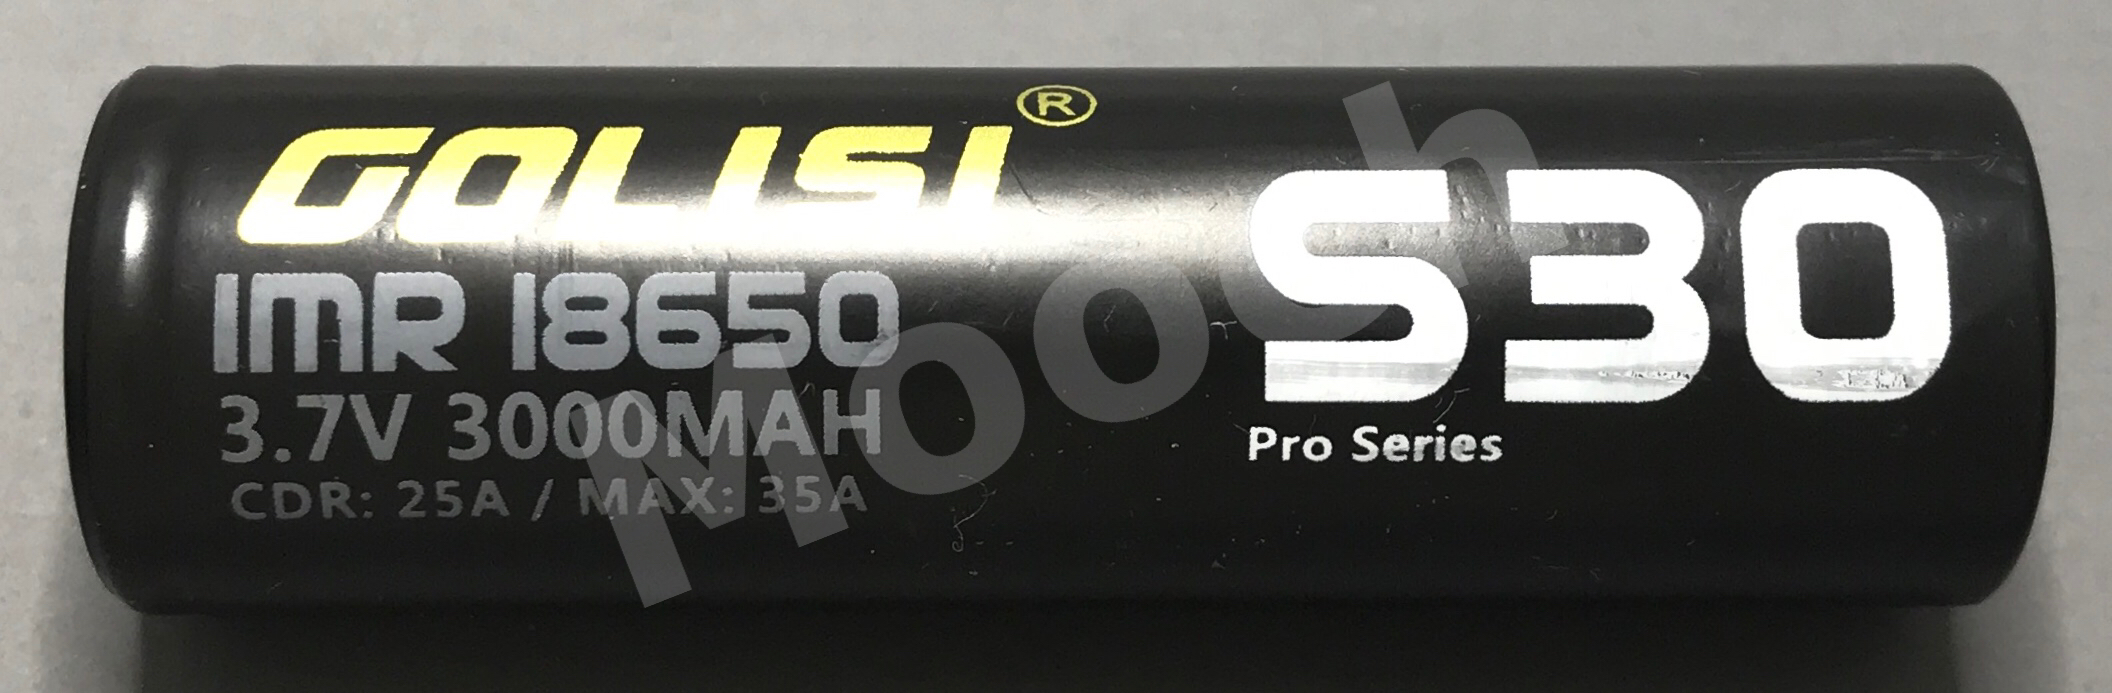 GOLISI®
IMR 18650
3.7V 3000MAH
CDR: 25A / MAX: 35A
S30
Pro Series
Mooch